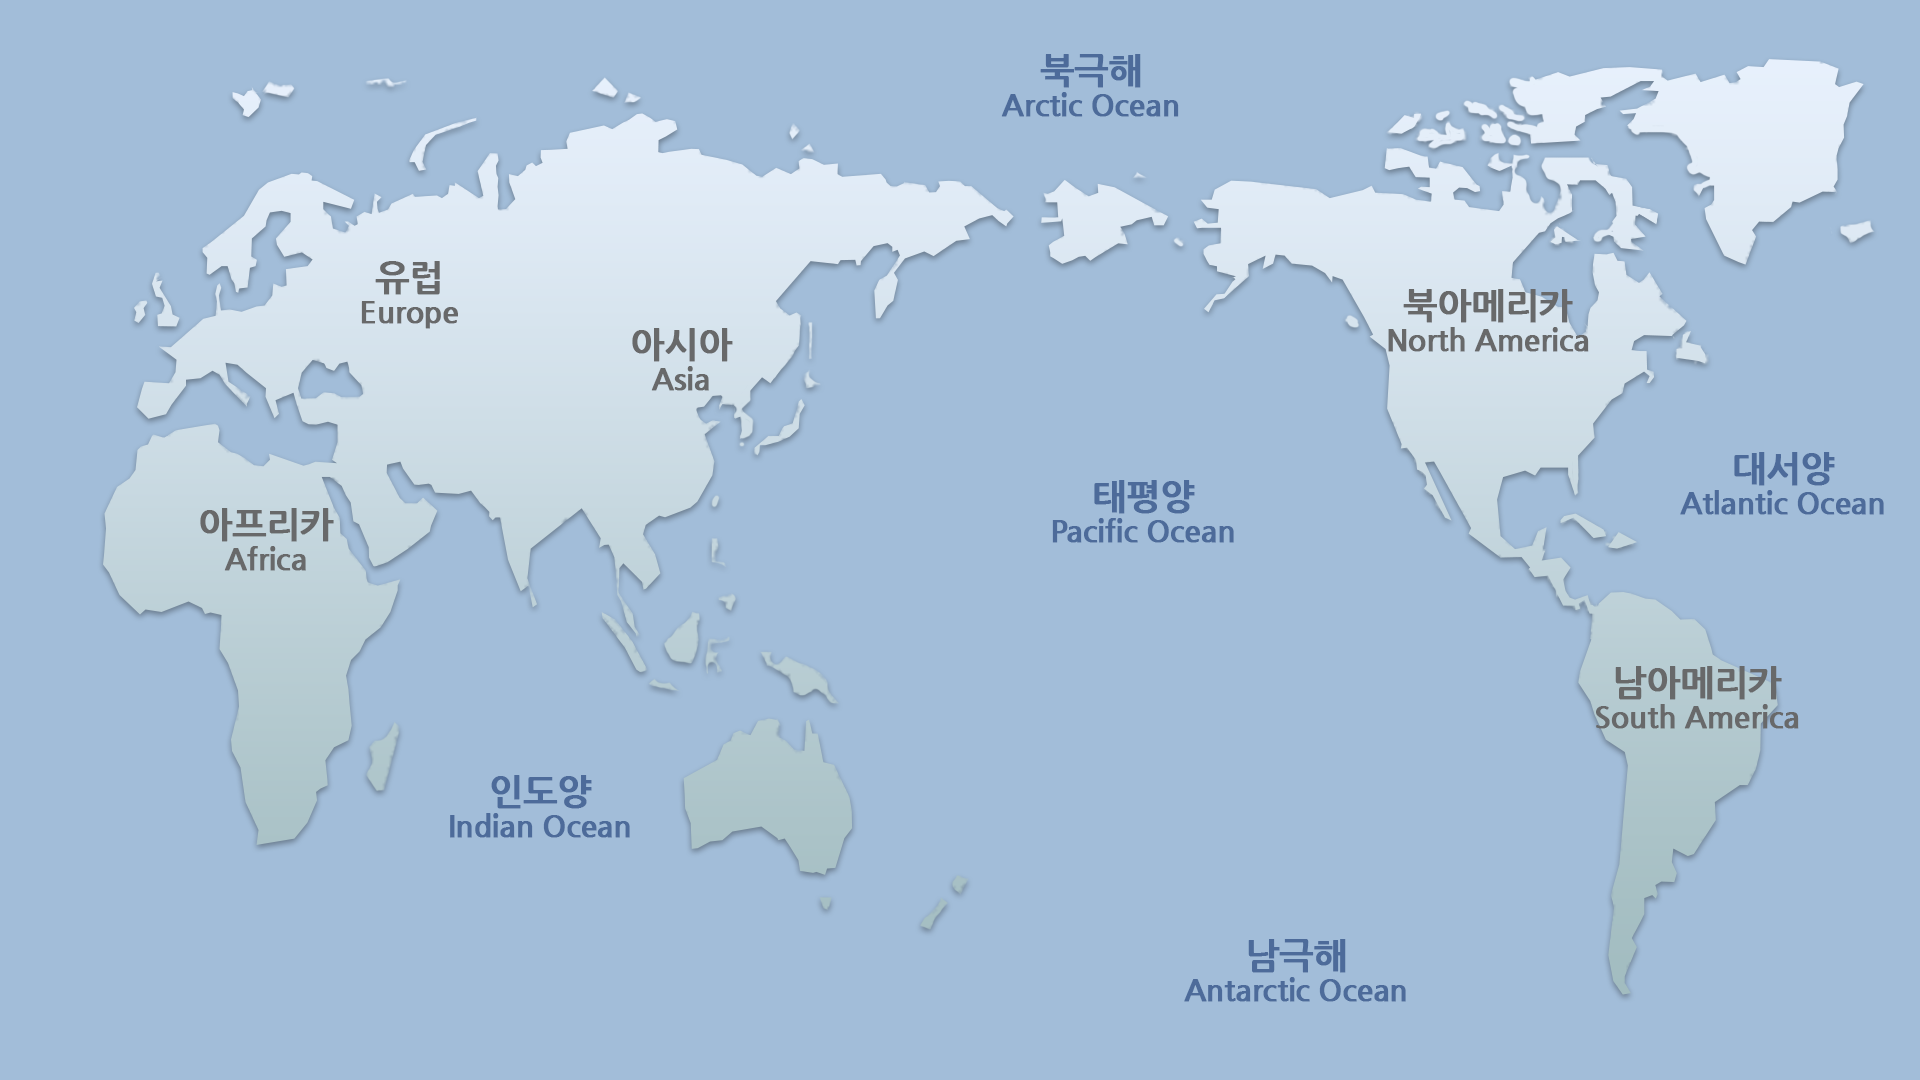 북극해
Arctic Ocean
유럽
Europe
아시아
Asia
북아메리카
North America
대서양
Atlantic Ocean
태평양
Pacific Ocean
아프리카
Africa
남아메리카
South America
인도양
Indian Ocean
남극해
Antarctic Ocean